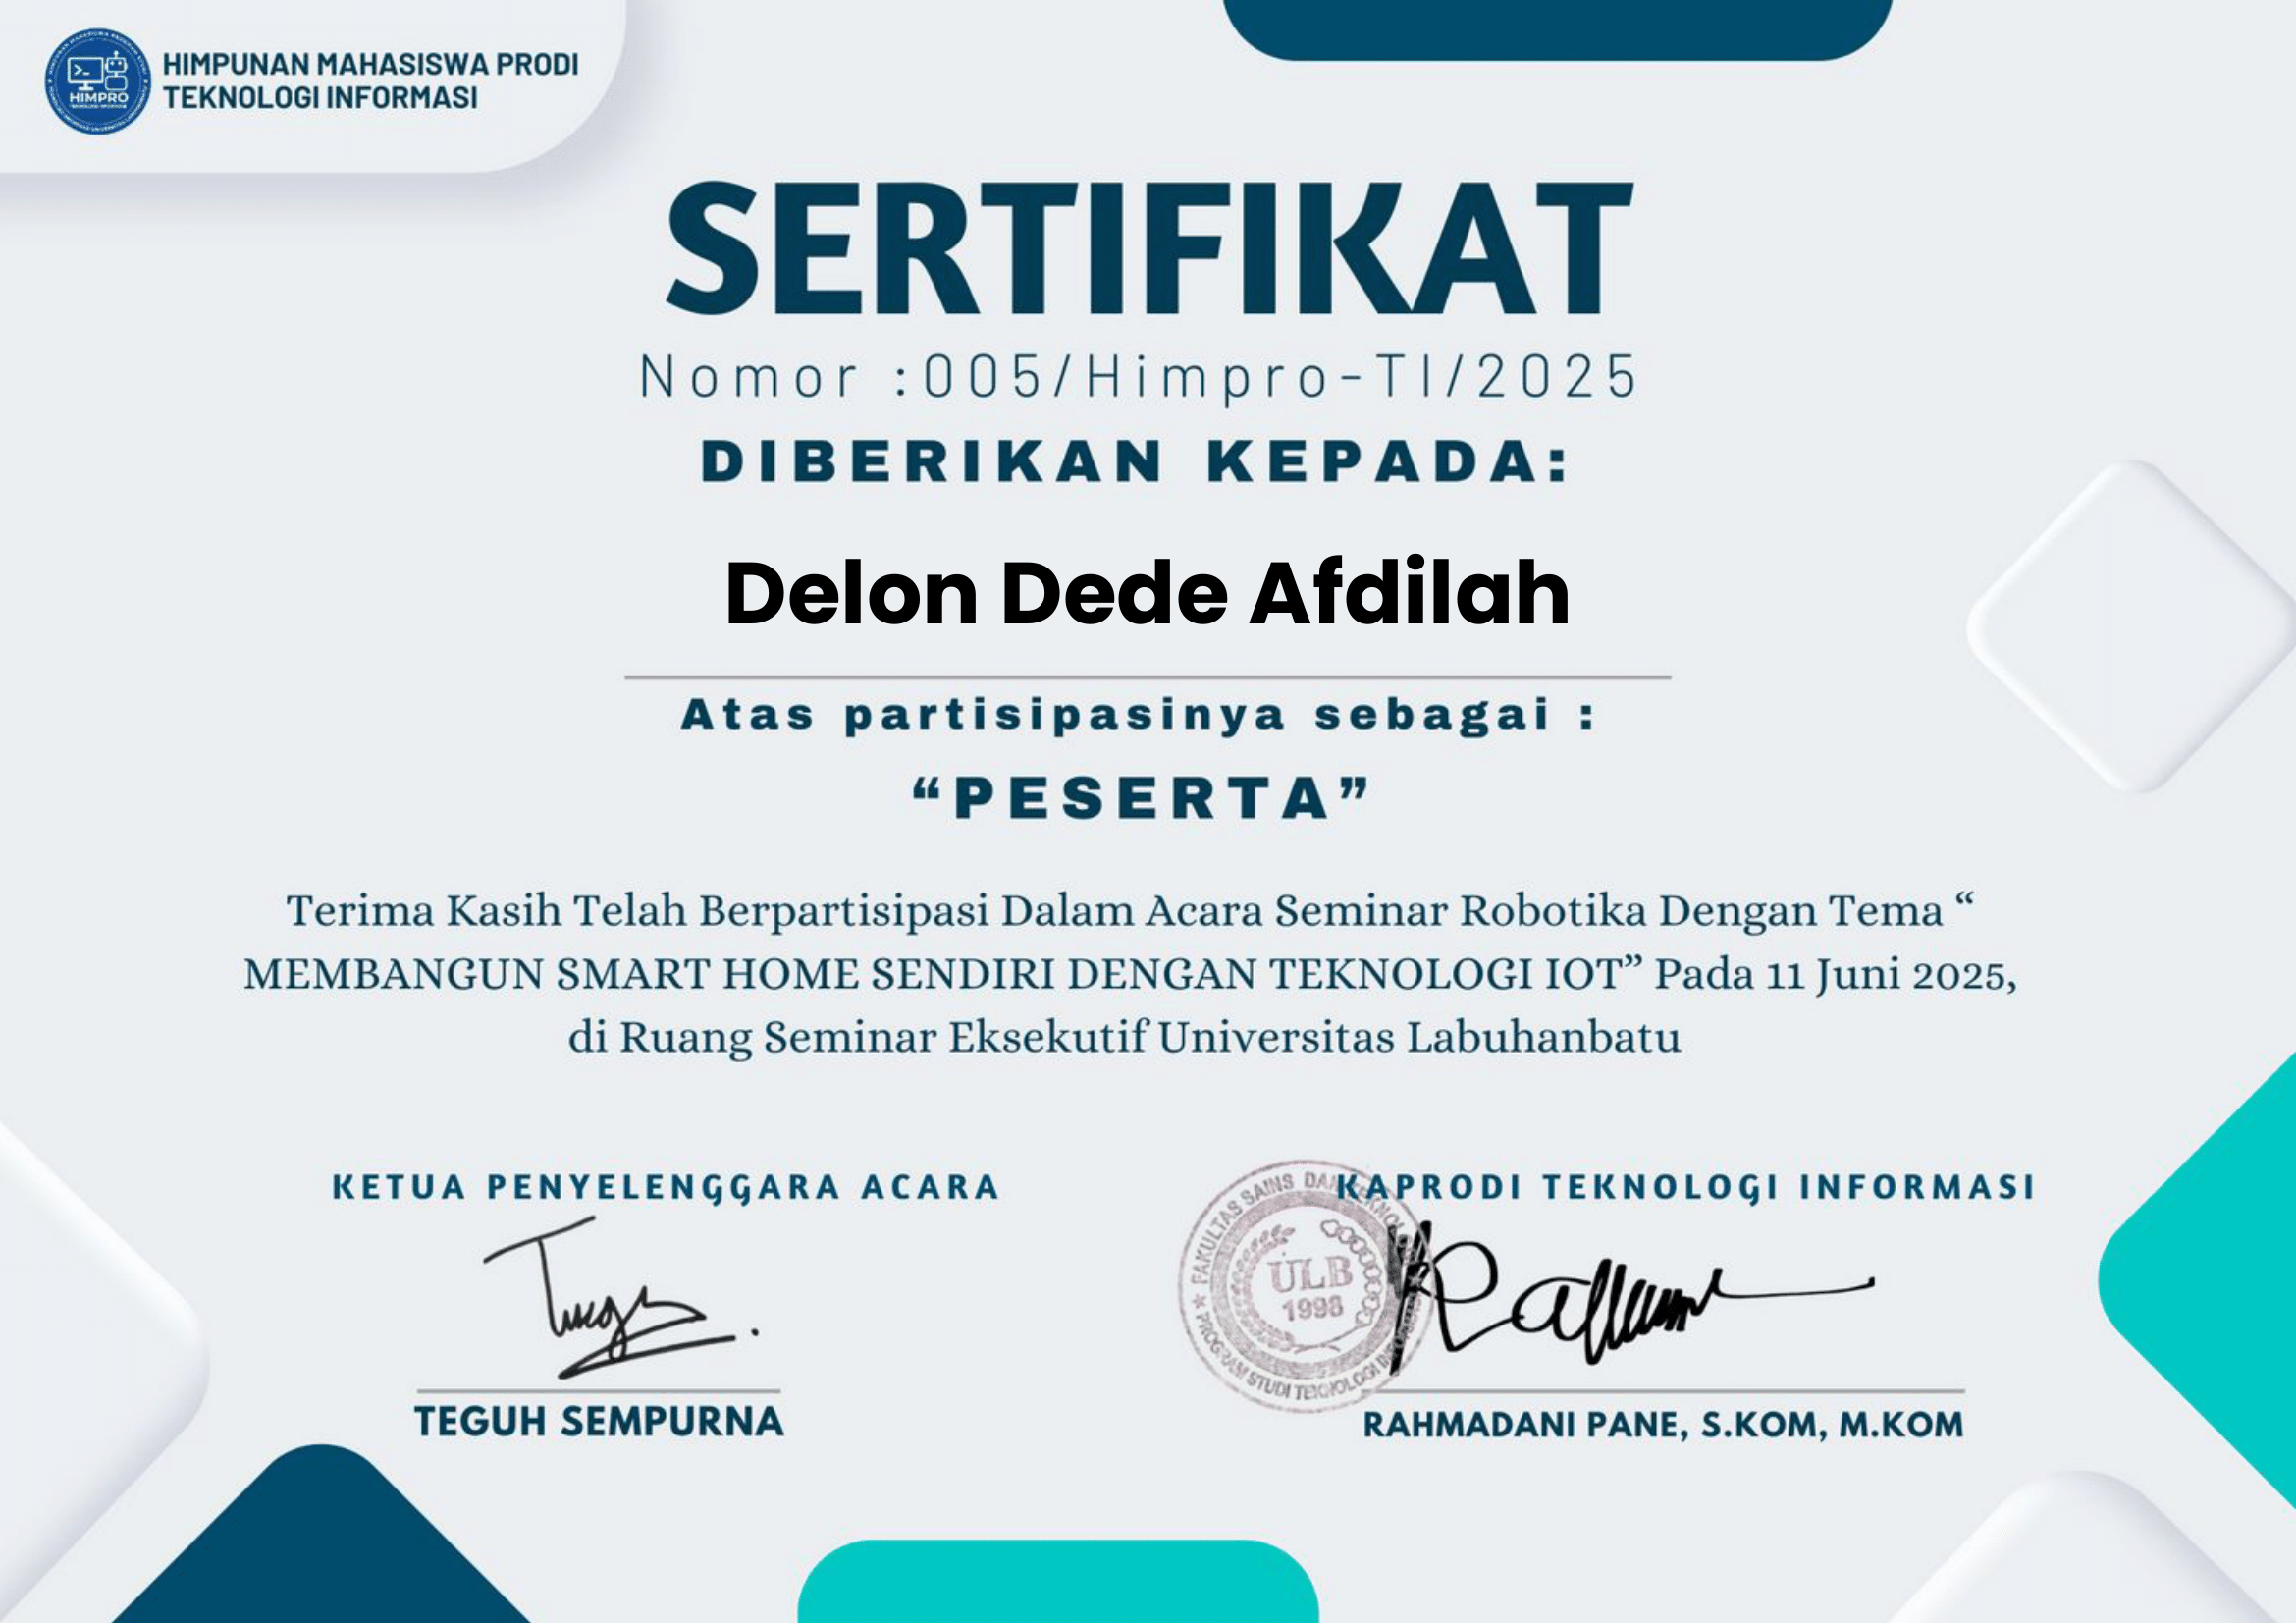 HIMPUNAN MAHASISWA PRODI
TEKNOLOGI INFORMASI
HIMPRO
SERTIFIKAT
Nomor :005/Himpro-TI/2025
DIBERIKAN KEPADA:
Delon Dede Afdilah
Atas partisipasinya sebagai :
“PESERTA”
Terima Kasih Telah Berpartisipasi Dalam Acara Seminar Robotika Dengan Tema “
MEMBANGUN SMART HOME SENDIRI DENGAN TEKNOLOGI IOT” Pada 11 Juni 2025,
di Ruang Seminar Eksekutif Universitas Labuhanbatu
KETUA PENYELENGGARA ACARA
TEGUH SEMPURNA
KAPRODI TEKNOLOGI INFORMASI
FAKULTAS SAINS DAN
ULB
1998
PROGRAM STUDI
RAHMADANI PANE, S.KOM, M.KOM